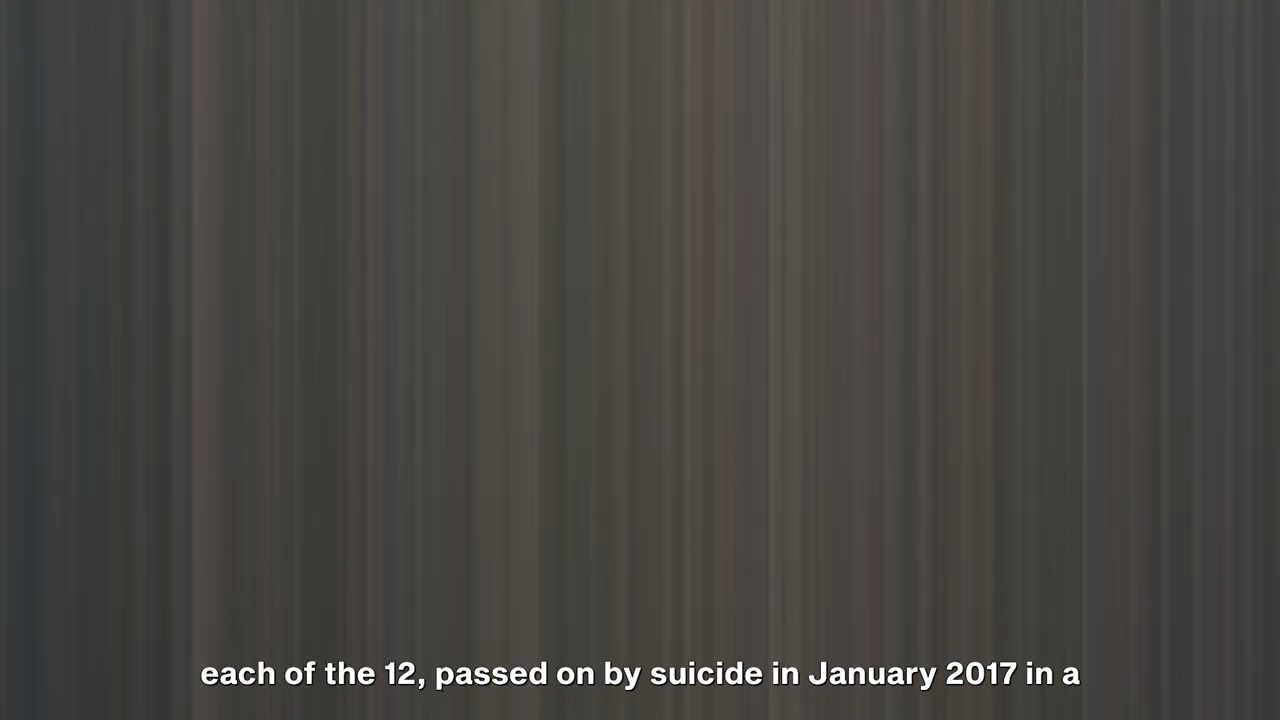 each of the 12, passed on by suicide in January 2017 in a